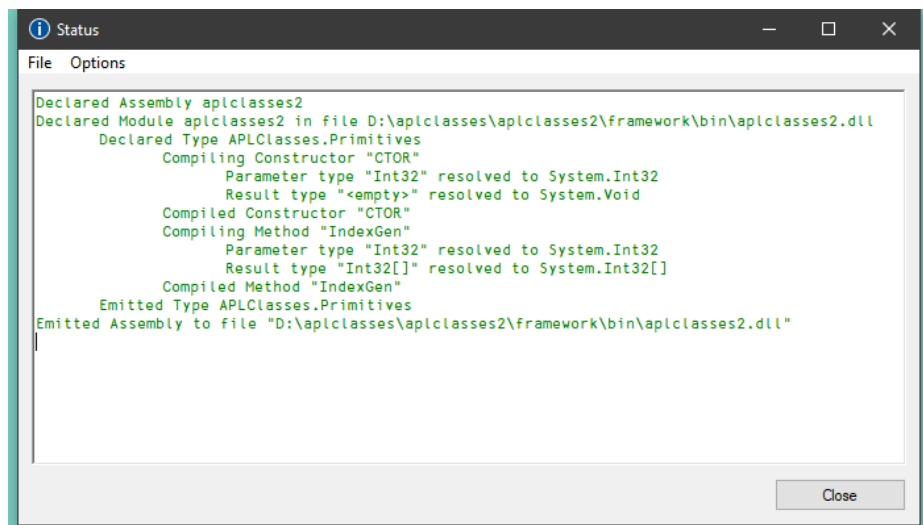 Status
File Options
Declared Assembly aplclasses2
Declared Module aplclasses2 in file D:\aplclasses\aplclasses2\framework\bin\aplclasses2.dll
Declared Type APLClasses.Primitives
Compiling Constructor "CTOR"
Parameter type "Int32" resolved to System.Int32
Result type "<empty>" resolved to System.Void
Compiled Constructor "CTOR"
Compiling Method "IndexGen"
Parameter type "Int32" resolved to System.Int32
Result type "Int32[]" resolved to System.Int32[]
Compiled Method "IndexGen"
Emitted Type APLClasses.Primitives
Emitted Assembly to file "D:\aplclasses\aplclasses2\framework\bin\aplclasses2.dll"
Close